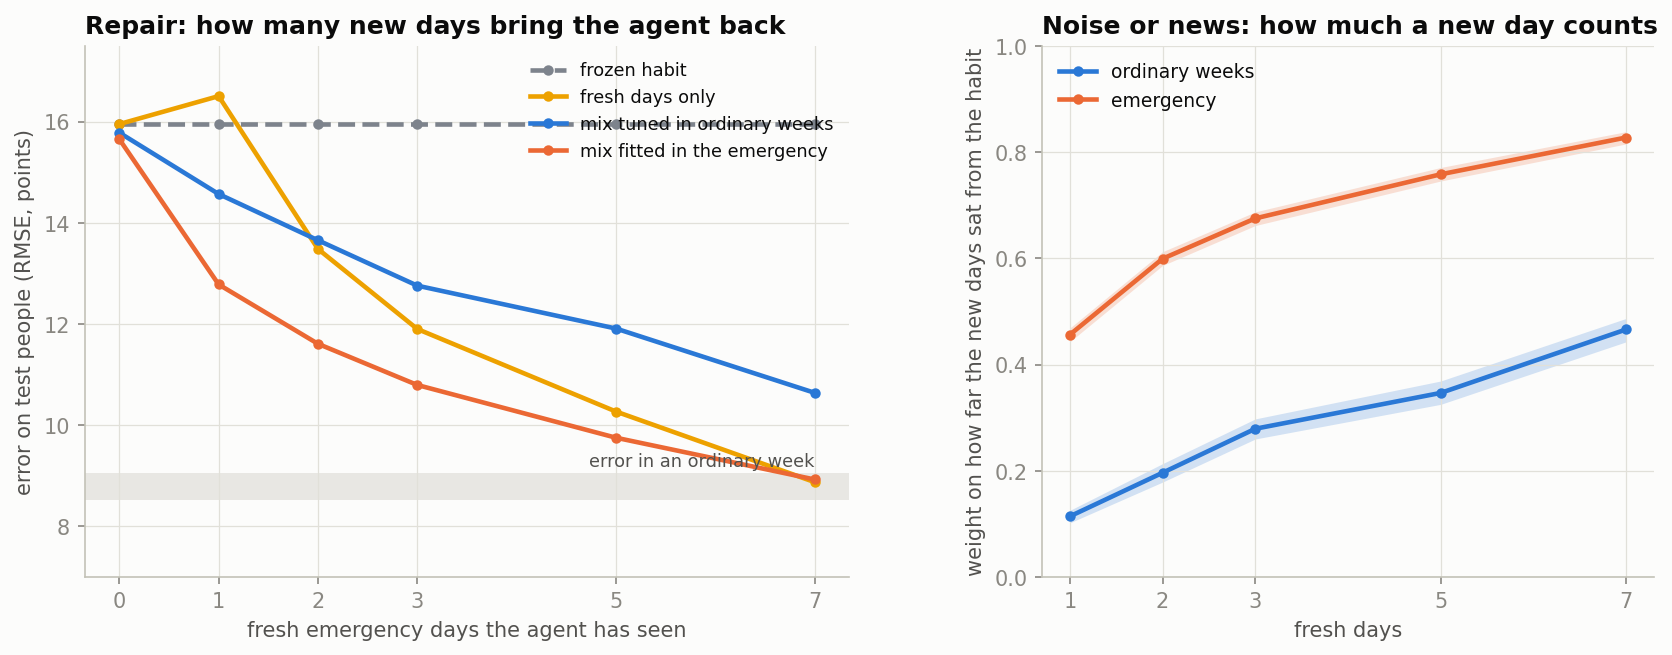 Repair: how many new days bring the agent back
error on test people (RMSE, points)
16
14
12
10
8
frozen habit
fresh days only
mix tuned in ordinary weeks
mix fitted in the emergency
error in an ordinary week
0 1 2 3 5 7
fresh emergency days the agent has seen
Noise or news: how much a new day counts
weight on how far the new days sat from the habit
1.0
0.8
0.6
0.4
0.2
0.0
ordinary weeks
emergency
1 2 3 5 7
fresh days